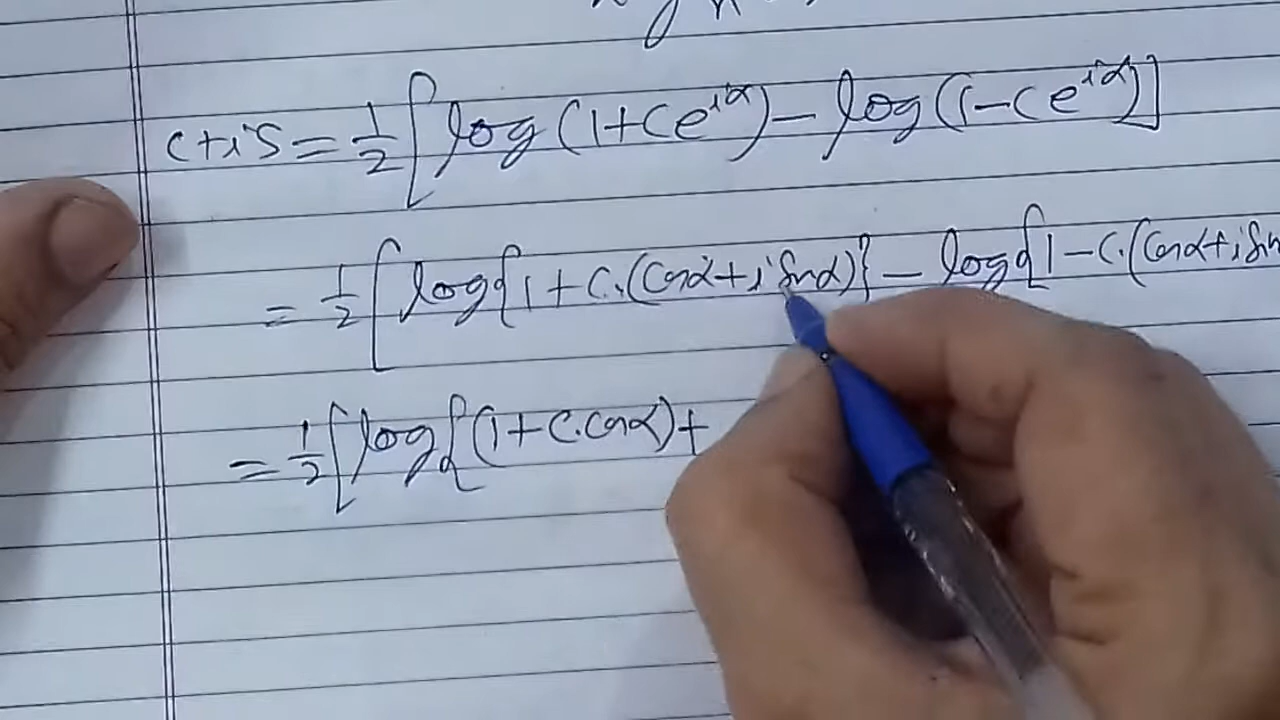 C+iS = 1/2 [log(1+ce^{iα}) − log(1−ce^{iα})]
= 1/2 [log{1+c.(cosα+i sinα)} − log{1−c.(cosα+i sin
= 1/2 [log{(1+c.cosα)+